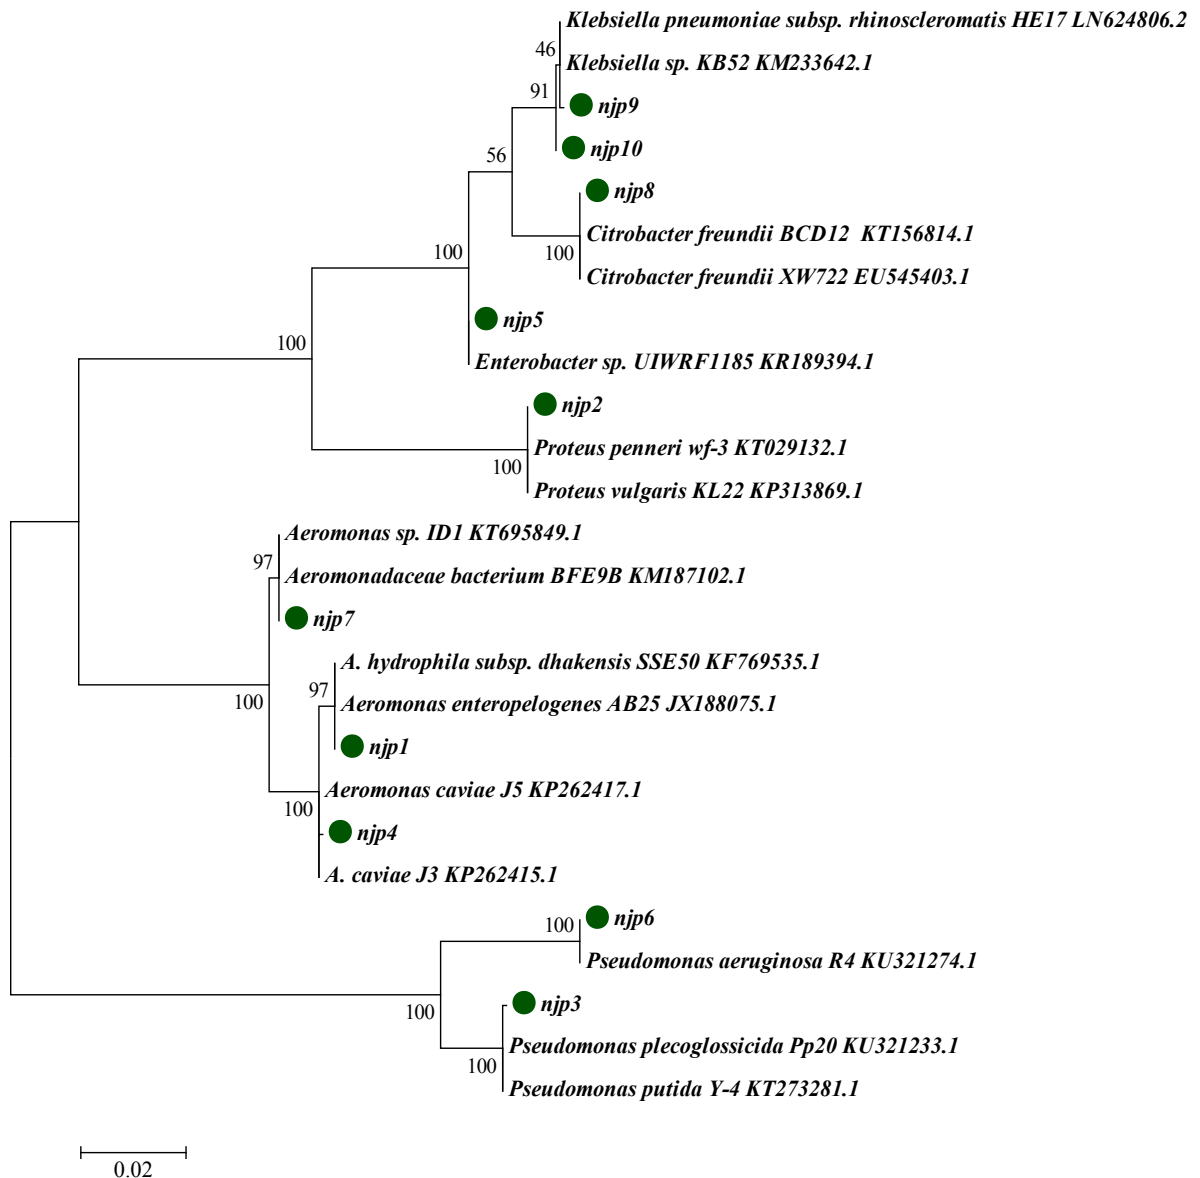 Klebsiella pneumoniae subsp. rhinoscleromatis HE17 LN624806.2
46
Klebsiella sp. KB52 KM233642.1
91
njp9
njp10
56
njp8
Citrobacter freundii BCD12 KT156814.1
100
100
Citrobacter freundii XW722 EU545403.1
njp5
100
Enterobacter sp. UIWRF1185 KR189394.1
njp2
Proteus penneri wf-3 KT029132.1
100
Proteus vulgaris KL22 KP313869.1
Aeromonas sp. ID1 KT695849.1
97
Aeromonadaceae bacterium BFE9B KM187102.1
njp7
A. hydrophila subsp. dhakensis SSE50 KF769535.1
97
100
Aeromonas enteropelogenes AB25 JX188075.1
njp1
Aeromonas caviae J5 KP262417.1
100
njp4
A. caviae J3 KP262415.1
njp6
100
Pseudomonas aeruginosa R4 KU321274.1
njp3
100
Pseudomonas plecoglossicida Pp20 KU321233.1
100
Pseudomonas putida Y-4 KT273281.1
0.02